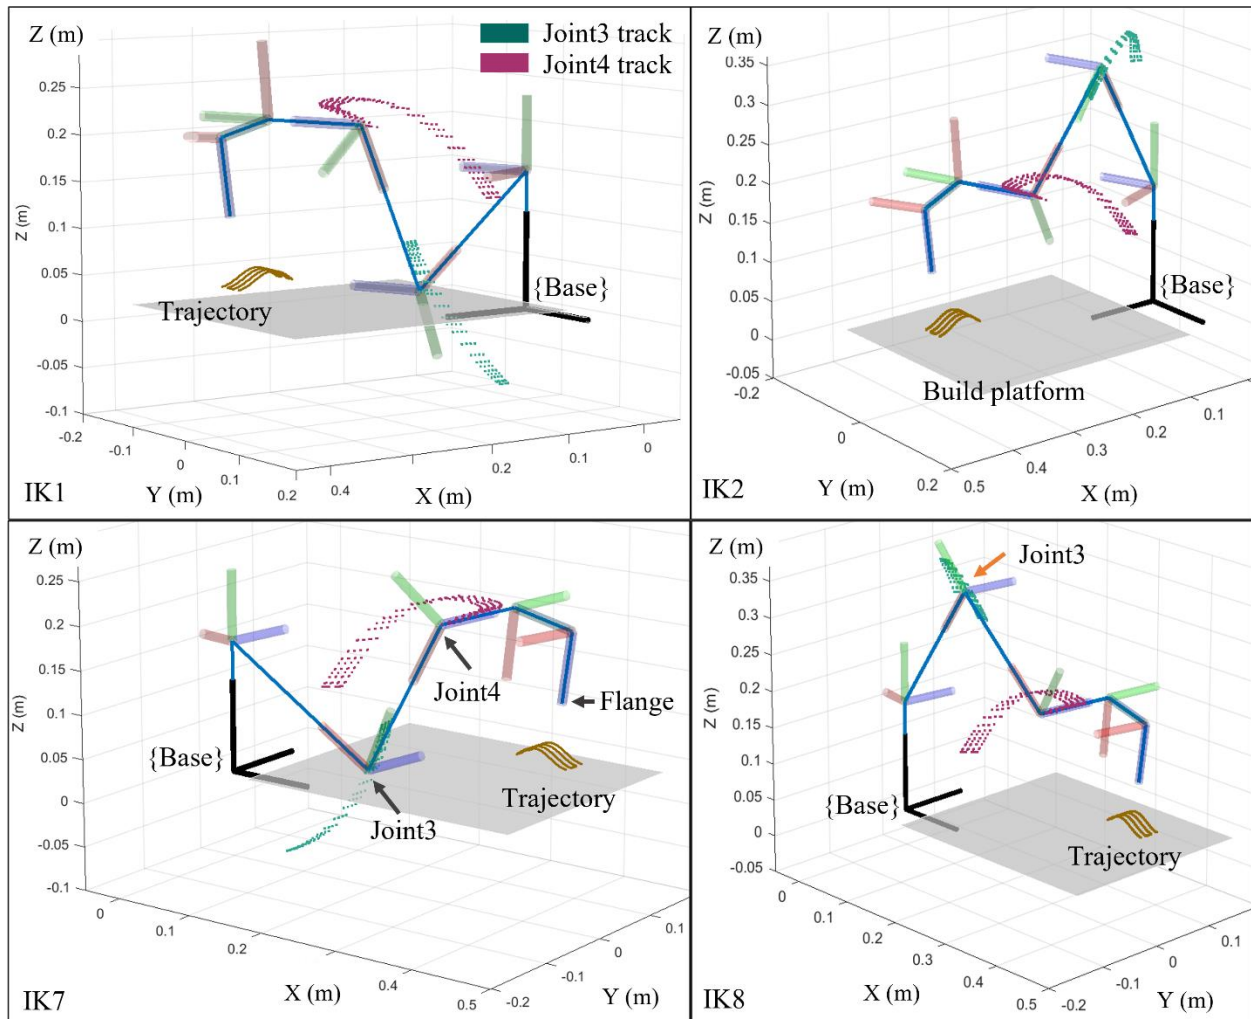 Z (m)
Joint3 track
Joint4 track
0.25
0.2
0.15
0.1
0.05
0
-0.05
-0.1
Z (m)
{Base}
Trajectory
-0.2
-0.1
0
0.1
0.2
Y (m)
0.4
0.3
0.2
0.1
0
X (m)
IK1
Z (m)
0.35
0.3
0.25
0.2
0.15
0.1
0.05
0
-0.05
Z (m)
{Base}
Build platform
-0.2
0
0.2
Y (m)
0.5
0.4
0.3
0.2
0.1
X (m)
IK2
Z (m)
0.25
0.2
0.15
0.1
0.05
0
-0.05
-0.1
Z (m)
Joint4
Flange
{Base}
Trajectory
Joint3
0
0.1
0.2
0.4
0.5
X (m)
-0.2
-0.1
0
0.1
Y (m)
IK7
Z (m)
Joint3
0.35
0.3
0.25
0.2
0.15
0.1
0.05
0
-0.05
Z (m)
{Base}
Trajectory
0
0.1
0.2
0.3
0.4
0.5
X (m)
-0.2
-0.1
0
0.1
Y (m)
IK8